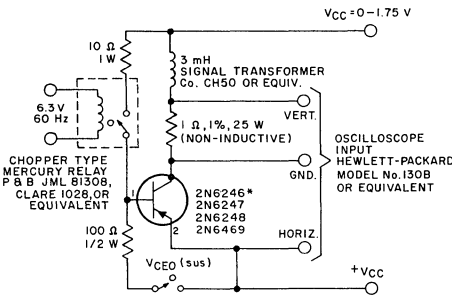 VCC = 0–1.75 V
10 Ω
1 W
3 mH
SIGNAL TRANSFORMER
Co. CH50 OR EQUIV.
VERT.
6.3 V
60 Hz
1 Ω, 1%, 25 W
(NON-INDUCTIVE)
OSCILLOSCOPE
INPUT
HEWLETT-PACKARD
MODEL No. 130B
OR EQUIVALENT
GND.
CHOPPER TYPE
MERCURY RELAY
P & B JML 81308,
CLARE 1028, OR
EQUIVALENT
1
2N6246*
2N6247
2N6248
2N6469
2
HORIZ.
100 Ω
1/2 W
VCEO (sus)
+VCC